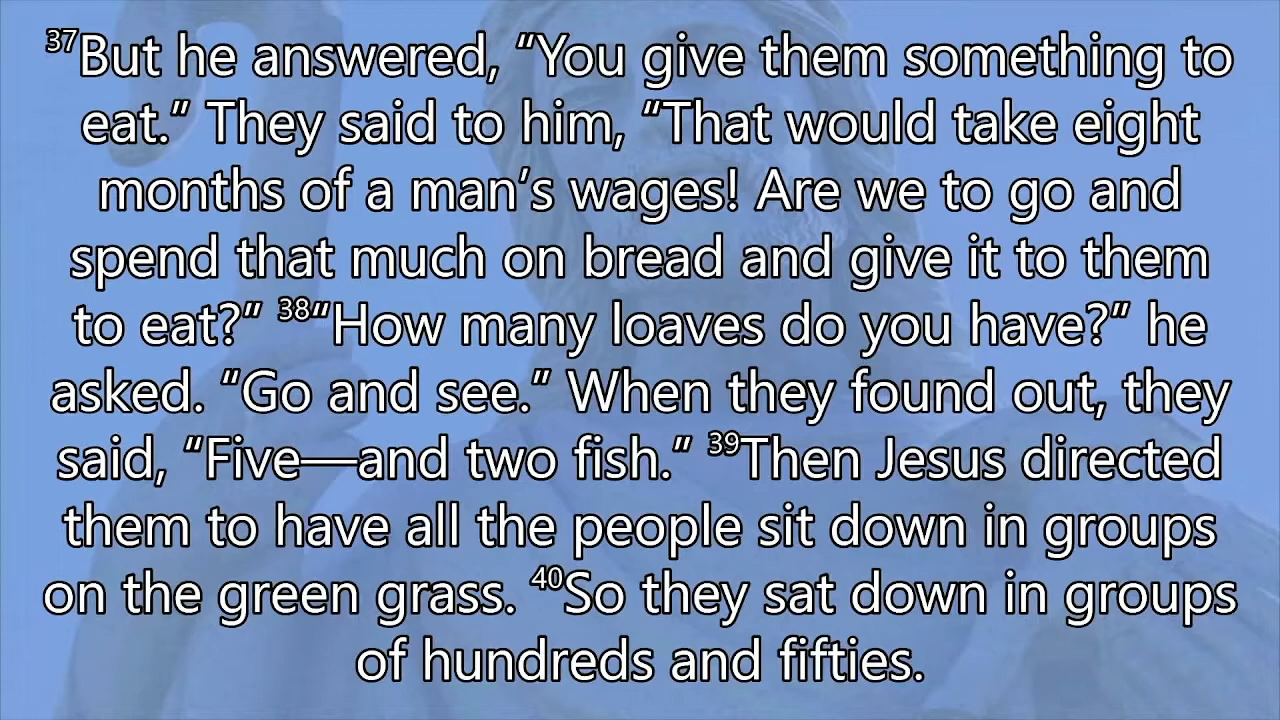 ³⁷But he answered, “You give them something to
eat.” They said to him, “That would take eight
months of a man’s wages! Are we to go and
spend that much on bread and give it to them
to eat?” ³⁸“How many loaves do you have?” he
asked. “Go and see.” When they found out, they
said, “Five—and two fish.” ³⁹Then Jesus directed
them to have all the people sit down in groups
on the green grass. ⁴⁰So they sat down in groups
of hundreds and fifties.